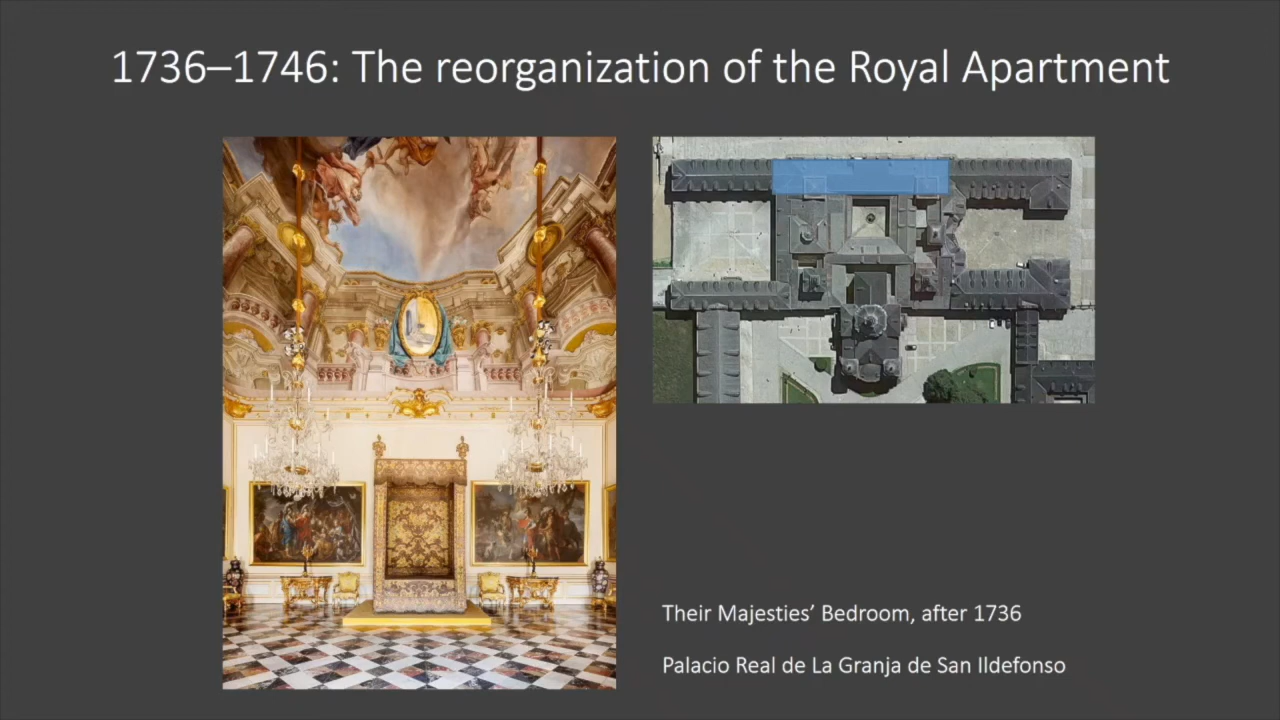 1736–1746: The reorganization of the Royal Apartment
Their Majesties’ Bedroom, after 1736
Palacio Real de La Granja de San Ildefonso